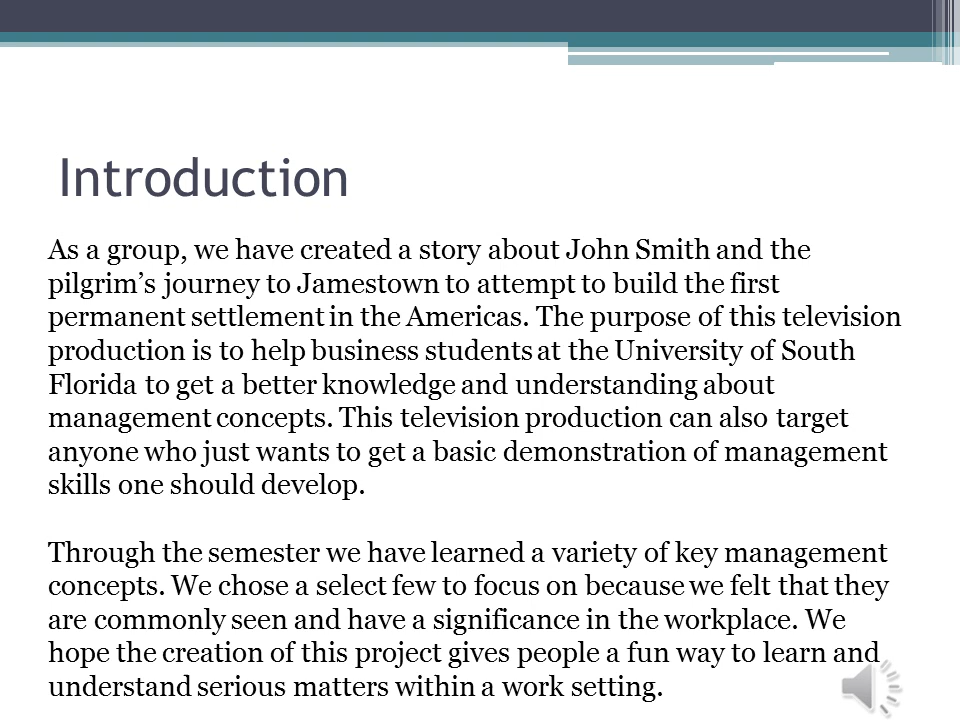 Introduction
As a group, we have created a story about John Smith and the
pilgrim’s journey to Jamestown to attempt to build the first
permanent settlement in the Americas. The purpose of this television
production is to help business students at the University of South
Florida to get a better knowledge and understanding about
management concepts. This television production can also target
anyone who just wants to get a basic demonstration of management
skills one should develop.
Through the semester we have learned a variety of key management
concepts. We chose a select few to focus on because we felt that they
are commonly seen and have a significance in the workplace. We
hope the creation of this project gives people a fun way to learn and
understand serious matters within a work setting.